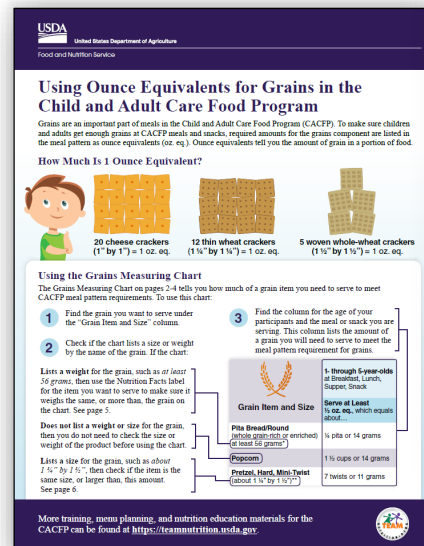 USDA
United States Department of Agriculture
Food and Nutrition Service
Using Ounce Equivalents for Grains in the
Child and Adult Care Food Program
Grains are an important part of meals in the Child and Adult Care Food Program (CACFP). To make sure children
and adults get enough grains at CACFP meals and snacks, required amounts for the grains component are listed in
the meal pattern as ounce equivalents (oz. eq.). Ounce equivalents tell you the amount of grain in a portion of food.
How Much Is 1 Ounce Equivalent?
20 cheese crackers
(1" by 1") = 1 oz. eq.
12 thin wheat crackers
(1 ¼" by 1 ¼") = 1 oz. eq.
5 woven whole-wheat crackers
(1 ½" by 1 ½") = 1 oz. eq.
Using the Grains Measuring Chart
The Grains Measuring Chart on pages 2-4 tells you how much of a grain item you need to serve to meet
CACFP meal pattern requirements. To use this chart:
1 Find the grain you want to serve under
the "Grain Item and Size" column.
2 Check if the chart lists a size or weight
by the name of the grain. If the chart:
Lists a weight for the grain, such as at least
56 grams, then use the Nutrition Facts label
for the item you want to serve to make sure it
weighs the same, or more than, the grain on
the chart. See page 5.
Does not list a weight or size for the grain,
then you do not need to check the size or
weight of the product before using the chart.
Lists a size for the grain, such as about
1 ¼" by 1 ½", then check if the item is the
same size, or larger than, this amount.
See page 6.
3 Find the column for the age of your
participants and the meal or snack you are
serving. This column lists the amount of
a grain you will need to serve to meet the
meal pattern requirement for grains.
Grain Item and Size
1- through 5-year-olds
at Breakfast, Lunch,
Supper, Snack
Serve at Least
½ oz. eq., which equals
about…
Pita Bread/Round
(whole grain-rich or enriched)
at least 56 grams*
¼ pita or 14 grams
Popcorn
1 ½ cups or 14 grams
Pretzel, Hard, Mini-Twist
(about 1 ¼" by 1 ½")**
7 twists or 11 grams
More training, menu planning, and nutrition education materials for the
CACFP can be found at https://teamnutrition.usda.gov.
TEAM